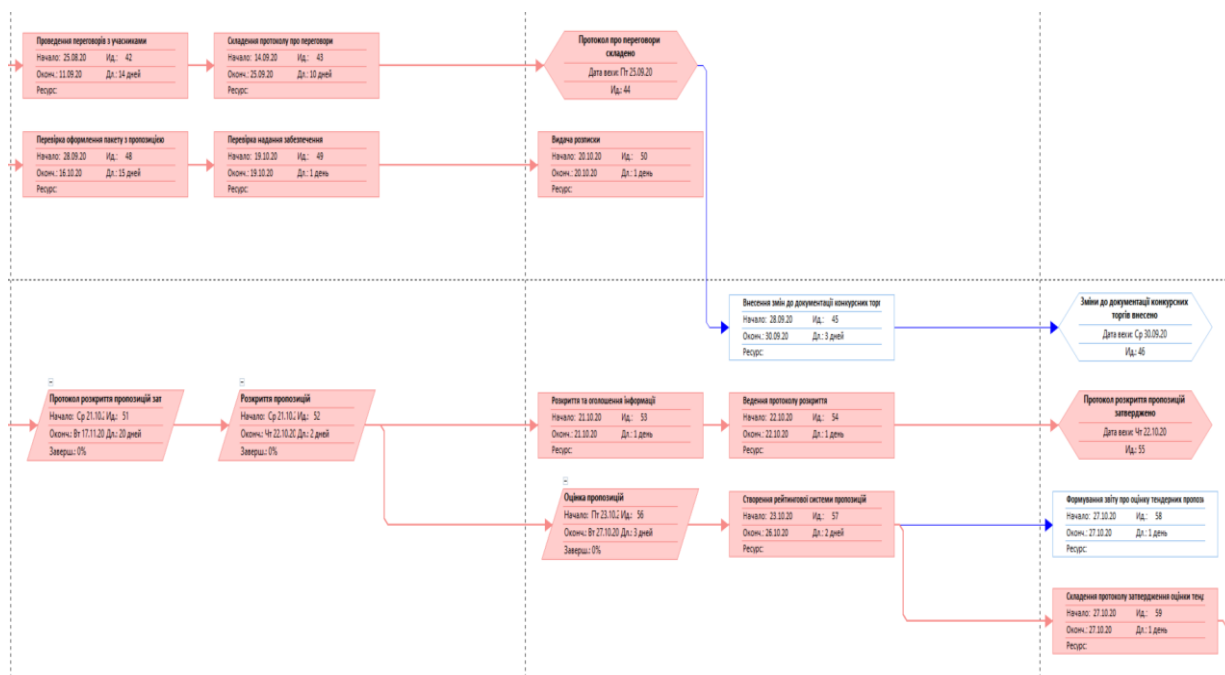 Проведення переговорів з учасниками
Начало: 25.08.20 Ид.: 42
Оконч.: 11.09.20 Дл.: 14 дней
Ресурс:
Складення протоколу про переговори
Начало: 14.09.20 Ид.: 43
Оконч.: 25.09.20 Дл.: 10 дней
Ресурс:
Протокол про переговори
складено
Дата вехи: Пт 25.09.20
Ид.: 44
Перевірка оформлення пакету з пропозицією
Начало: 28.09.20 Ид.: 48
Оконч.: 16.10.20 Дл.: 15 дней
Ресурс:
Перевірка надання забезпечення
Начало: 19.10.20 Ид.: 49
Оконч.: 19.10.20 Дл.: 1 день
Ресурс:
Видача розписки
Начало: 20.10.20 Ид.: 50
Оконч.: 20.10.20 Дл.: 1 день
Ресурс:
Внесення змін до документації конкурсних торг
Начало: 28.09.20 Ид.: 45
Оконч.: 30.09.20 Дл.: 3 дней
Ресурс:
Зміни до документації конкурсних
торгів внесено
Дата вехи: Ср 30.09.20
Ид.: 46
Протокол розкриття пропозицій зат
Начало: Ср 21.10.2 Ид.: 51
Оконч.: Вт 17.11.20 Дл.: 20 дней
Заверш.: 0%
Розкриття пропозицій
Начало: Ср 21.10.2 Ид.: 52
Оконч.: Чт 22.10.20 Дл.: 2 дней
Заверш.: 0%
Розкриття та оголошення інформації
Начало: 21.10.20 Ид.: 53
Оконч.: 21.10.20 Дл.: 1 день
Ресурс:
Ведення протоколу розкриття
Начало: 22.10.20 Ид.: 54
Оконч.: 22.10.20 Дл.: 1 день
Ресурс:
Протокол розкриття пропозицій
затверджено
Дата вехи: Чт 22.10.20
Ид.: 55
Оцінка пропозицій
Начало: Пт 23.10.2 Ид.: 56
Оконч.: Вт 27.10.20 Дл.: 3 дней
Заверш.: 0%
Створення рейтингової системи пропозицій
Начало: 23.10.20 Ид.: 57
Оконч.: 26.10.20 Дл.: 2 дней
Ресурс:
Формування звіту про оцінку тендерних пропоз
Начало: 27.10.20 Ид.: 58
Оконч.: 27.10.20 Дл.: 1 день
Ресурс:
Складення протоколу затвердження оцінки тенд
Начало: 27.10.20 Ид.: 59
Оконч.: 27.10.20 Дл.: 1 день
Ресурс: